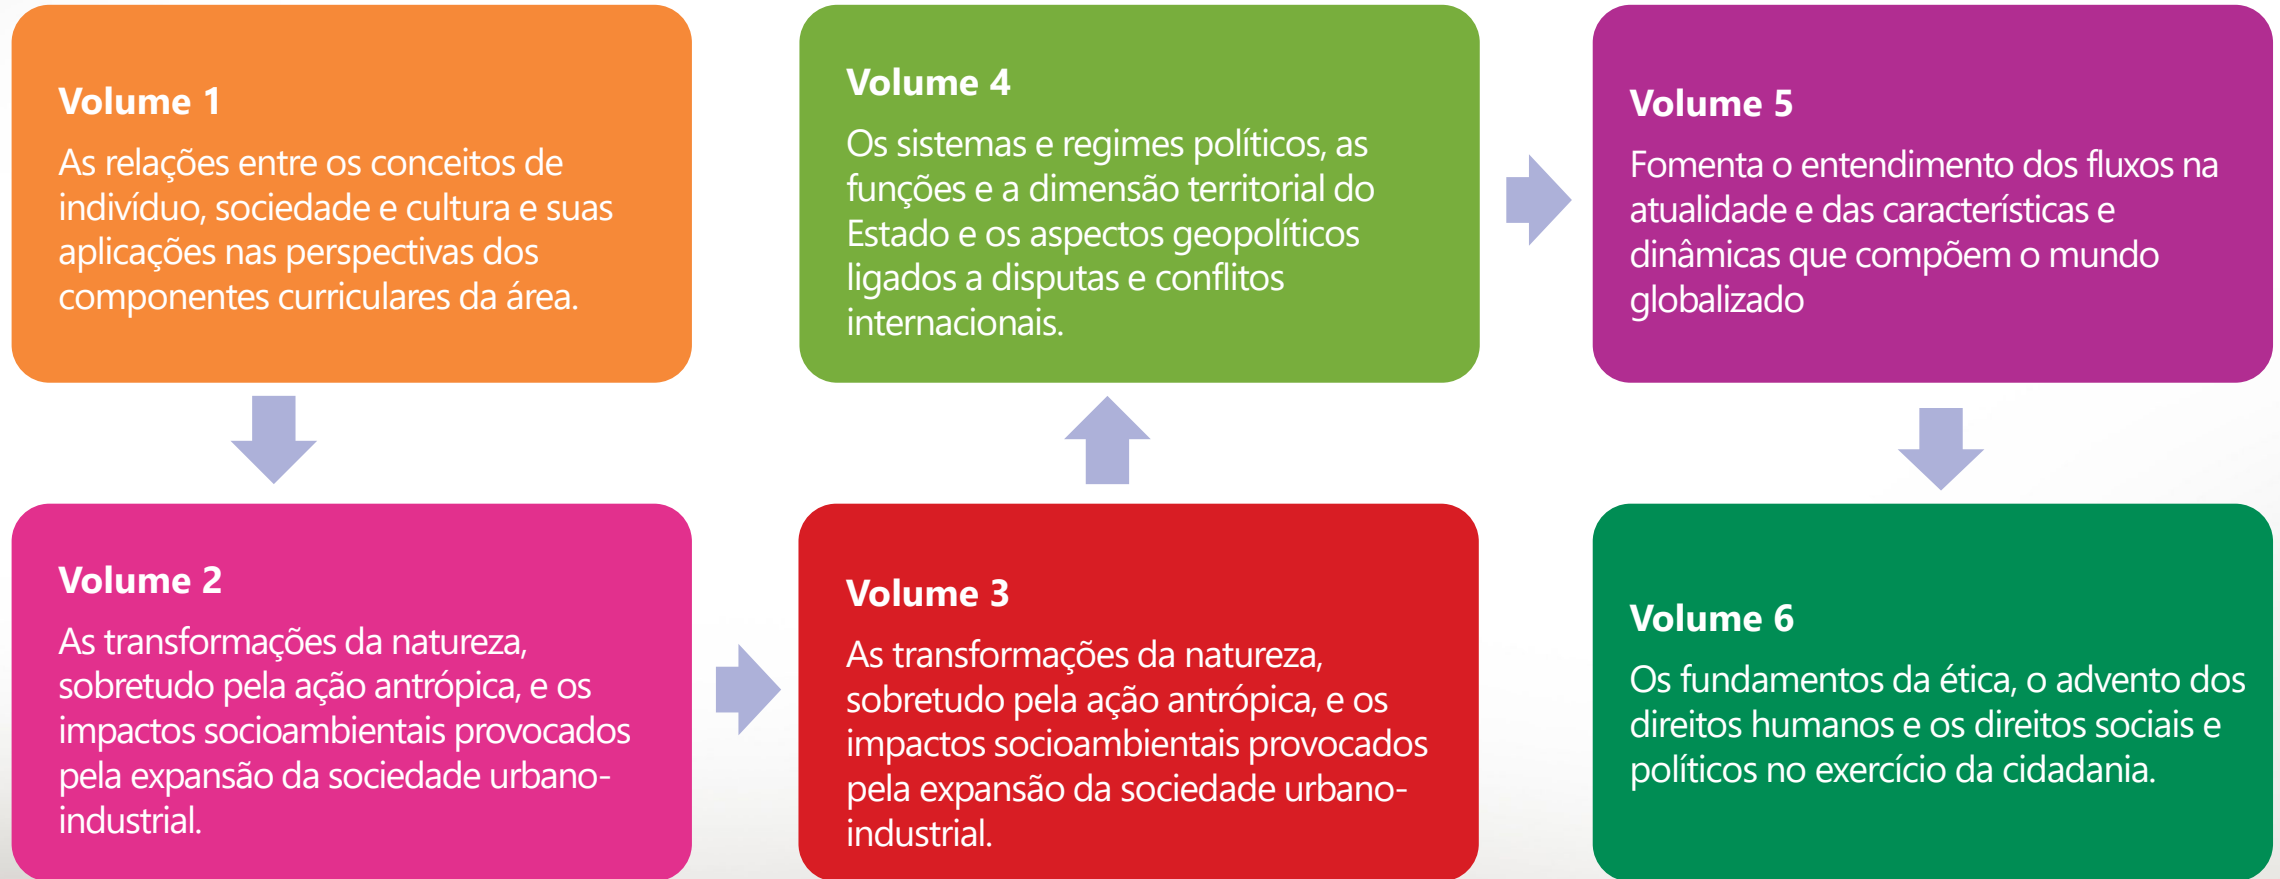 Volume 1
As relações entre os conceitos de
indivíduo, sociedade e cultura e suas
aplicações nas perspectivas dos
componentes curriculares da área.
Volume 2
As transformações da natureza,
sobretudo pela ação antrópica, e os
impactos socioambientais provocados
pela expansão da sociedade urbano-
industrial.
Volume 3
As transformações da natureza,
sobretudo pela ação antrópica, e os
impactos socioambientais provocados
pela expansão da sociedade urbano-
industrial.
Volume 4
Os sistemas e regimes políticos, as
funções e a dimensão territorial do
Estado e os aspectos geopolíticos
ligados a disputas e conflitos
internacionais.
Volume 5
Fomenta o entendimento dos fluxos na
atualidade e das características e
dinâmicas que compõem o mundo
globalizado
Volume 6
Os fundamentos da ética, o advento dos
direitos humanos e os direitos sociais e
políticos no exercício da cidadania.